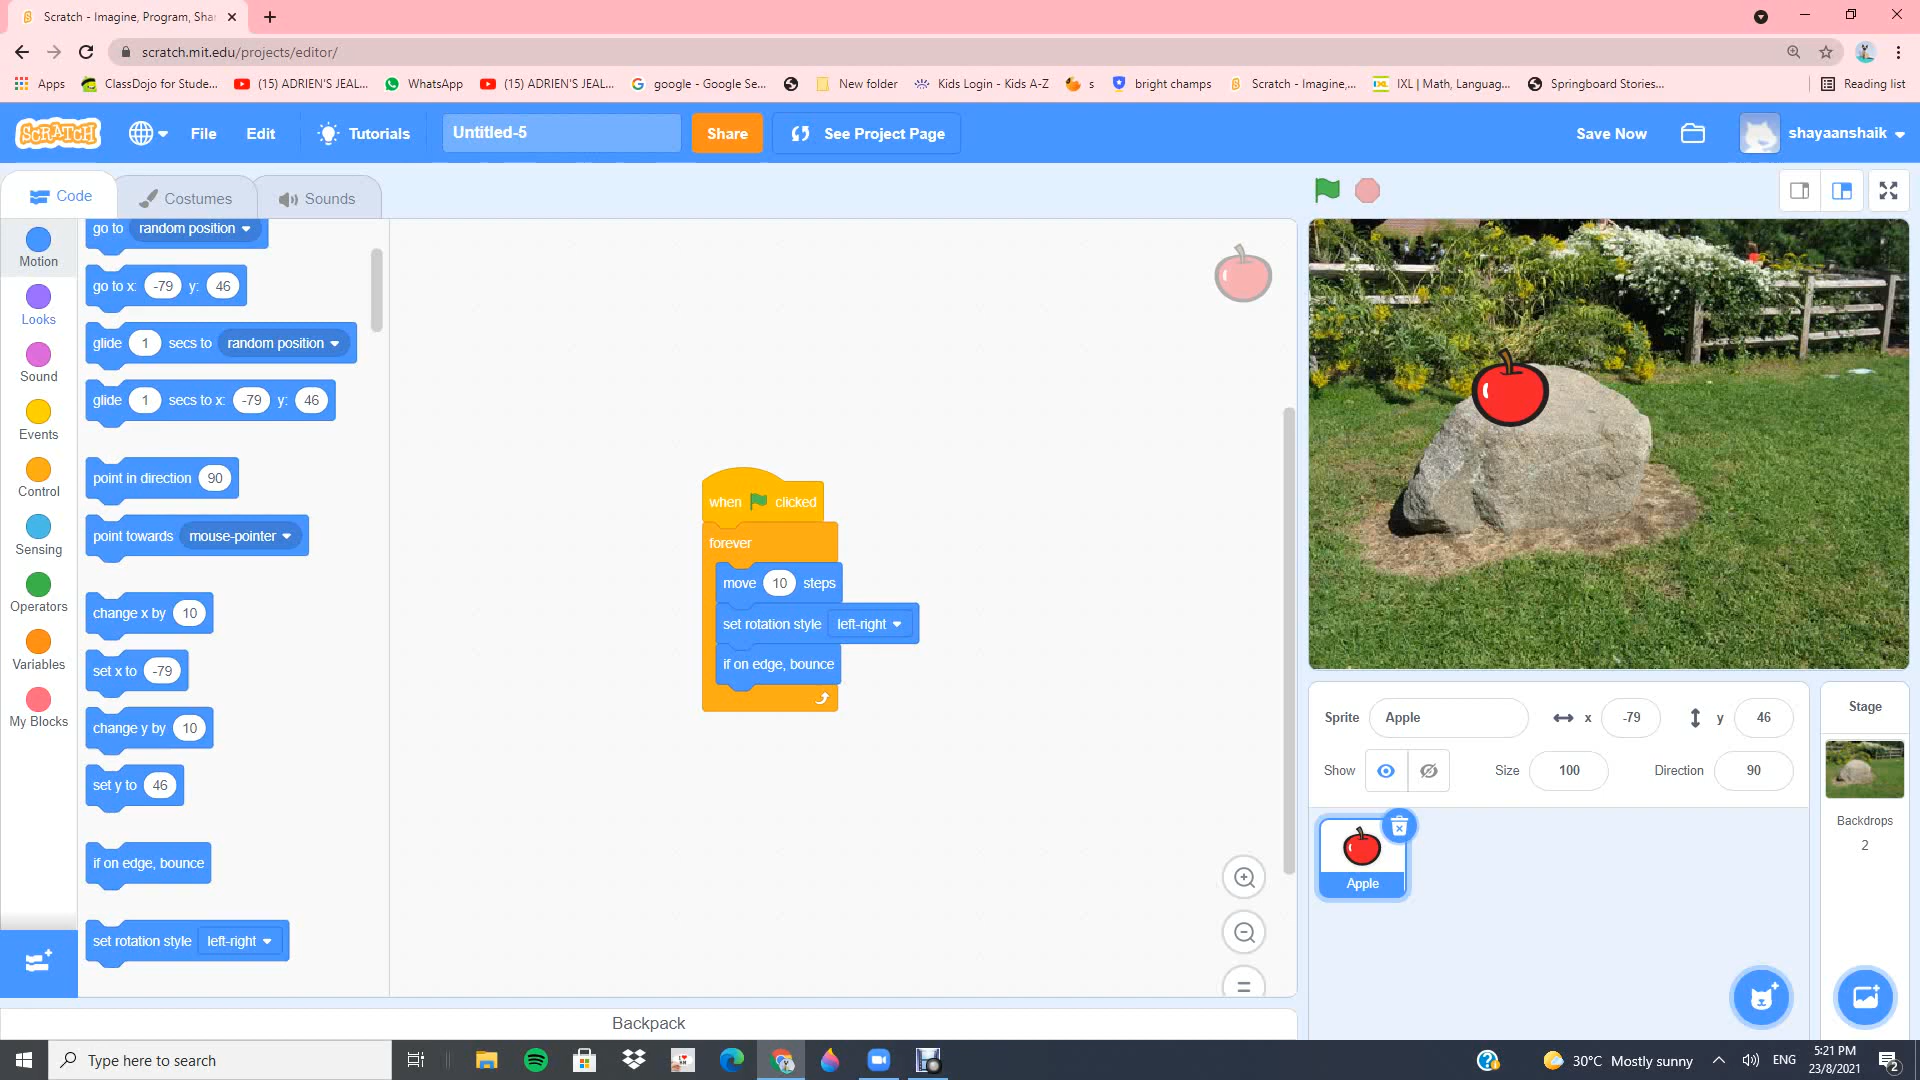 Scratch - Imagine, Program, Sha
scratch.mit.edu/projects/editor/
Apps
ClassDojo for Stude...
(15) ADRIEN'S JEAL...
WhatsApp
(15) ADRIEN'S JEAL...
google - Google Se...
New folder
Kids Login - Kids A-Z
s
bright champs
Scratch - Imagine,...
IXL | Math, Languag...
Springboard Stories...
Reading list
SCRATCH
File
Edit
Tutorials
Untitled-5
Share
See Project Page
Save Now
shayaanshaik
Code
Costumes
Sounds
Motion
Looks
Sound
Events
Control
Sensing
Operators
Variables
My Blocks
go to random position
go to x: -79 y: 46
glide 1 secs to random position
glide 1 secs to x: -79 y: 46
point in direction 90
point towards mouse-pointer
change x by 10
set x to -79
change y by 10
set y to 46
if on edge, bounce
set rotation style left-right
when clicked
forever
move 10 steps
set rotation style left-right
if on edge, bounce
Sprite Apple x -79 y 46
Show Size 100 Direction 90
Apple
Stage
Backdrops
2
Backpack
Type here to search
30°C Mostly sunny
ENG
5:21 PM
23/8/2021
2